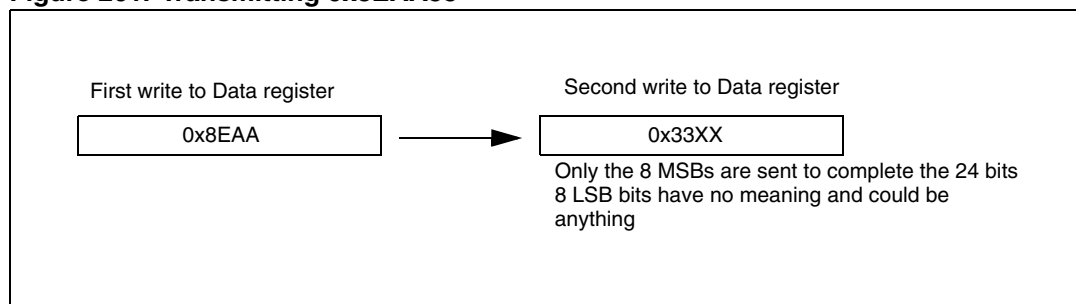 First write to Data register
Second write to Data register
0x8EAA
0x33XX
Only the 8 MSBs are sent to complete the 24 bits
8 LSB bits have no meaning and could be
anything